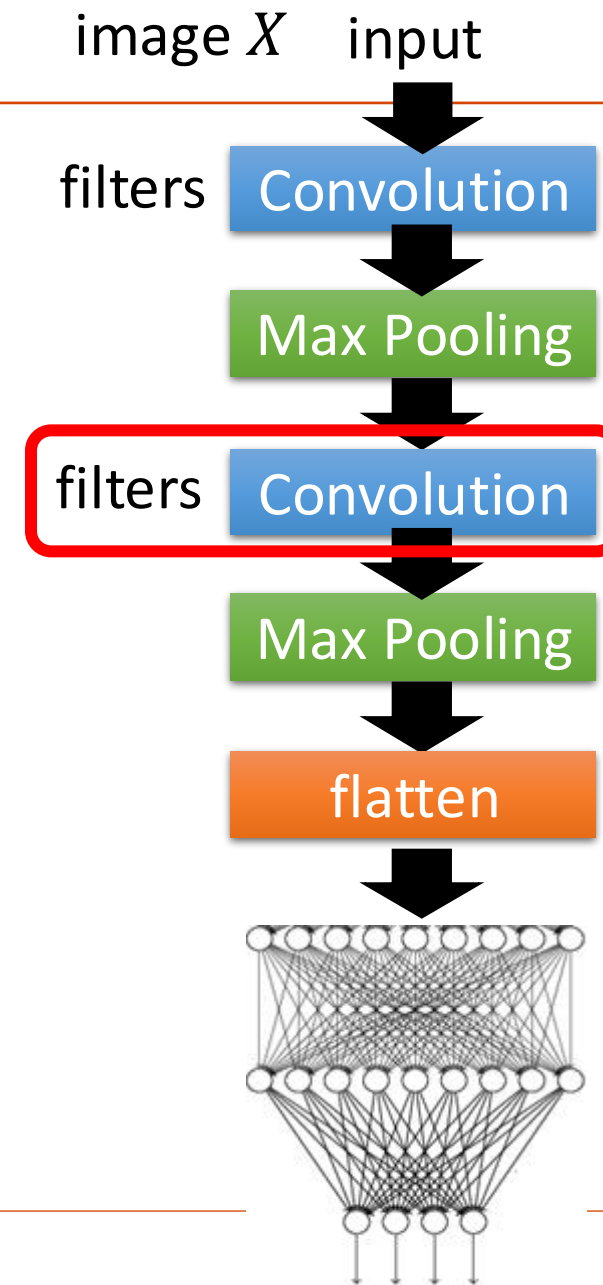 image X input
filters Convolution
Max Pooling
filters Convolution
Max Pooling
flatten